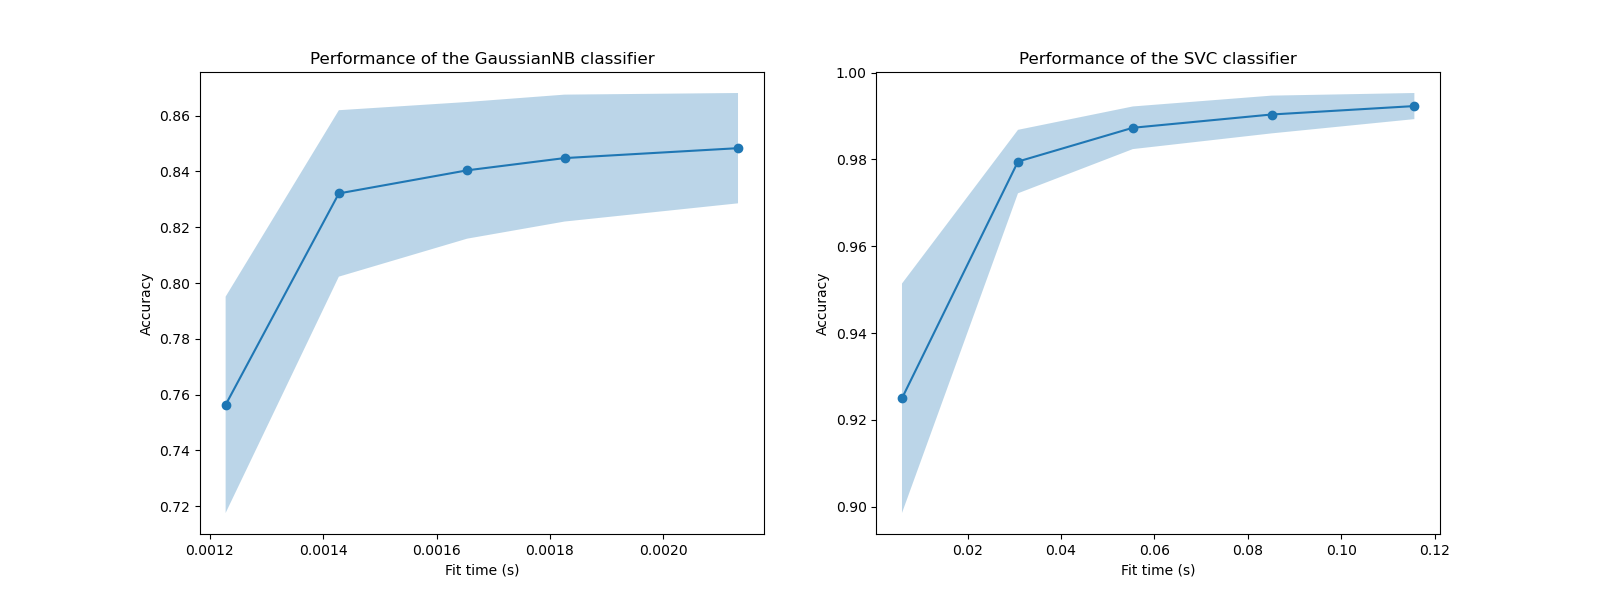 Performance of the GaussianNB classifier
Accuracy
0.86
0.84
0.82
0.80
0.78
0.76
0.74
0.72
0.0012 0.0014 0.0016 0.0018 0.0020
Fit time (s)
Performance of the SVC classifier
Accuracy
1.00
0.98
0.96
0.94
0.92
0.90
0.02 0.04 0.06 0.08 0.10 0.12
Fit time (s)